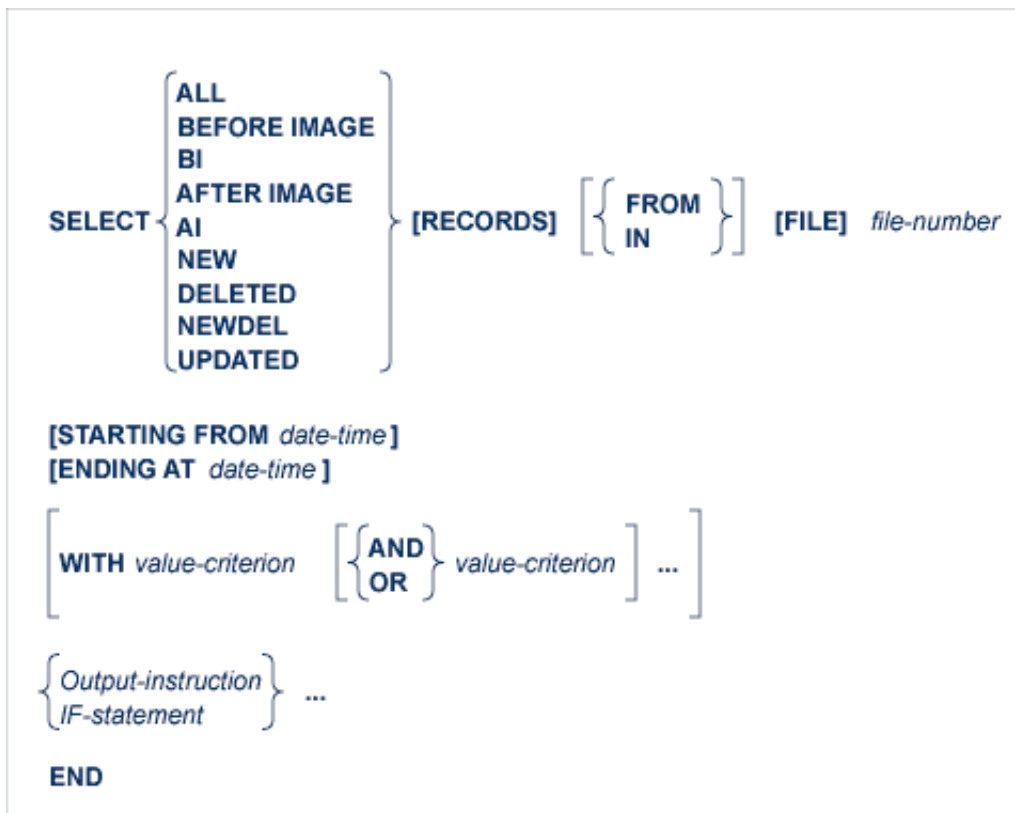 ALL
BEFORE IMAGE
BI
AFTER IMAGE
SELECT AI [RECORDS] [{FROM IN}] [FILE] file-number
NEW
DELETED
NEWDEL
UPDATED
[STARTING FROM date-time]
[ENDING AT date-time]
[WITH value-criterion [{AND OR} value-criterion] ...]
{Output-instruction
IF-statement} ...
END